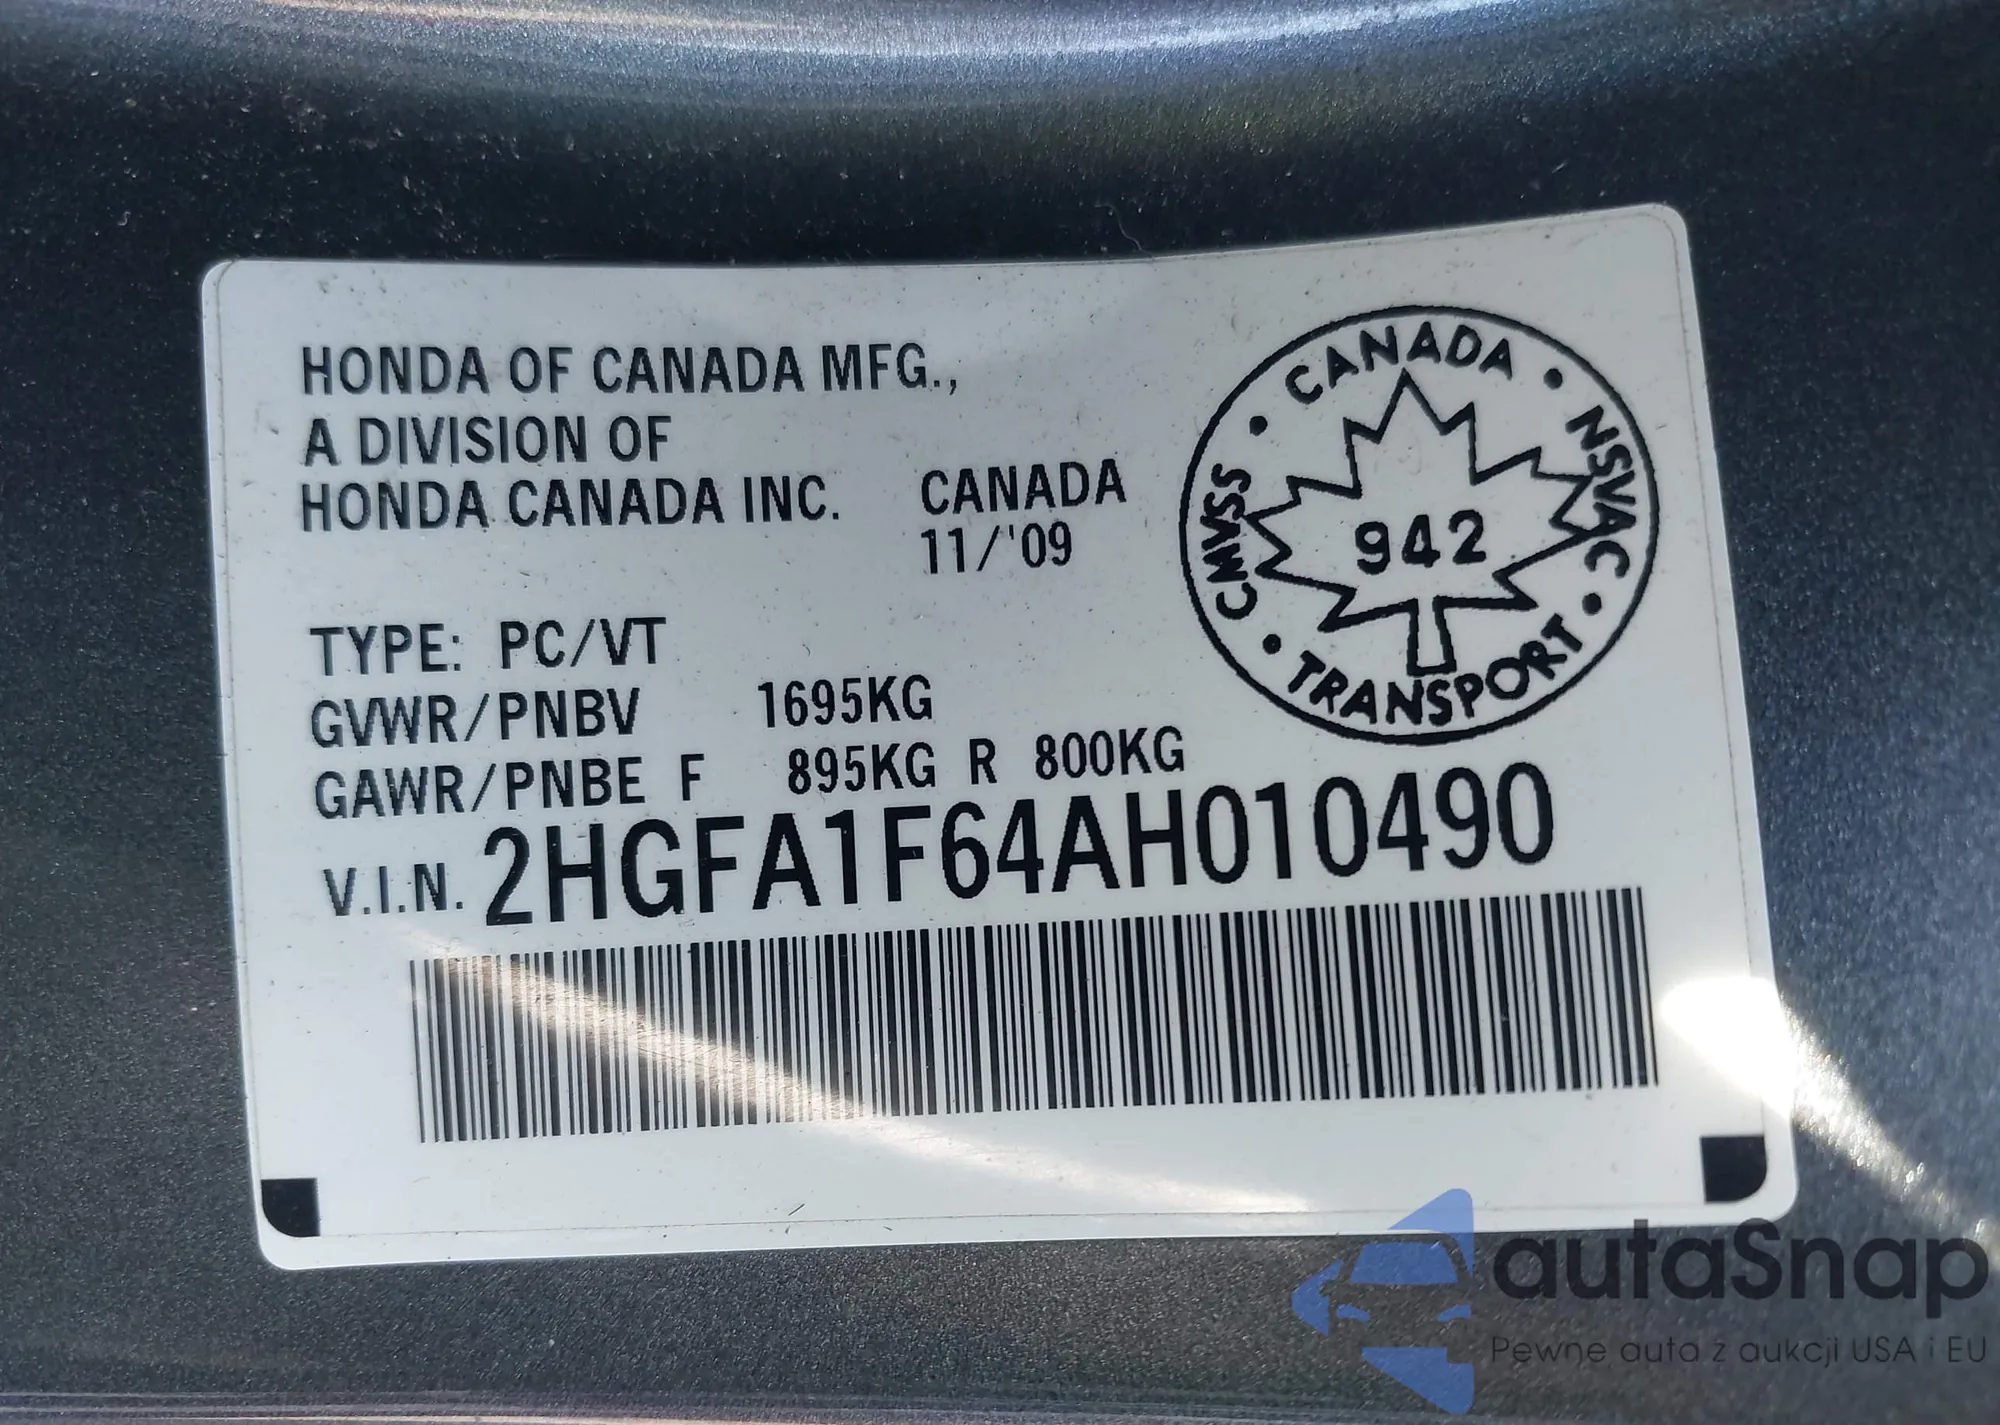 HONDA OF CANADA MFG.,
A DIVISION OF
HONDA CANADA INC. CANADA
11/'09
TYPE: PC/VT
GVWR/PNBV 1695KG
GAWR/PNBE F 895KG R 800KG
V.I.N. 2HGFA1F64AH010490
CANADA • NSVAC • TRANSPORT • CMVSS •
942
autaSnap
Pewne auta z aukcji USA i EU